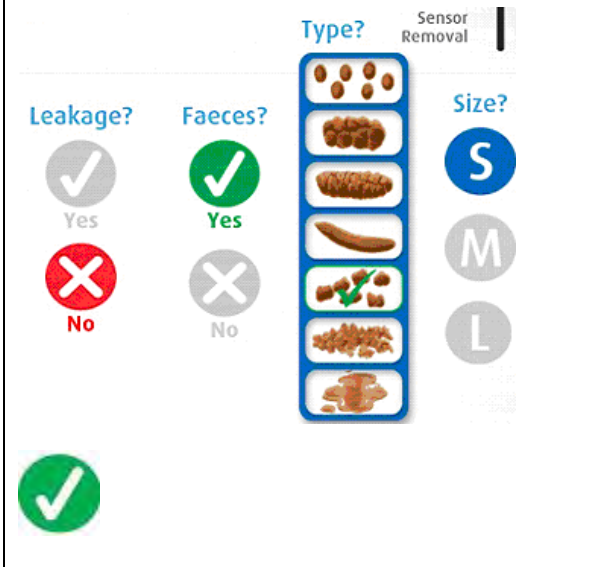 Type?
Sensor
Removal
Leakage?
Faeces?
Size?
S
Yes
Yes
M
No
No
L